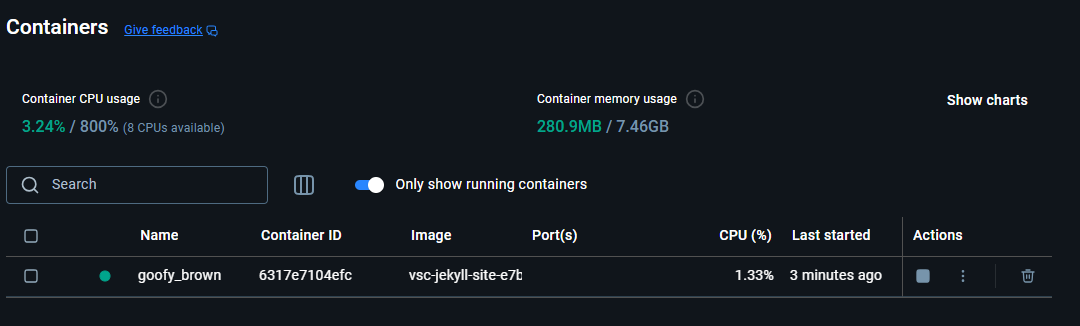 Containers Give feedback
Container CPU usage
3.24% / 800% (8 CPUs available)
Container memory usage
280.9MB / 7.46GB
Show charts
Search
Only show running containers
Name Container ID Image Port(s) CPU (%) Last started Actions
goofy_brown 6317e7104efc vsc-jekyll-site-e7b 1.33% 3 minutes ago